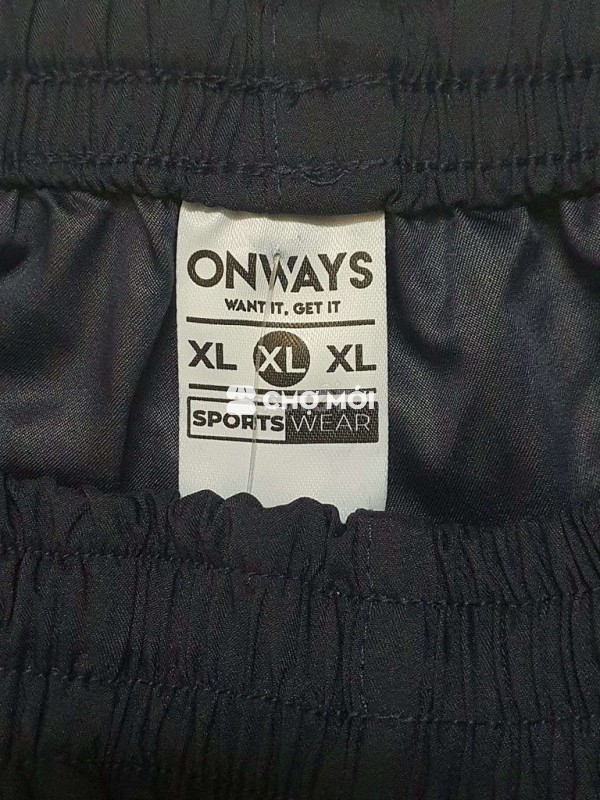 ONWAYS
WANT IT, GET IT
XL XL XL
CHỢ MỚI
SPORTS WEAR